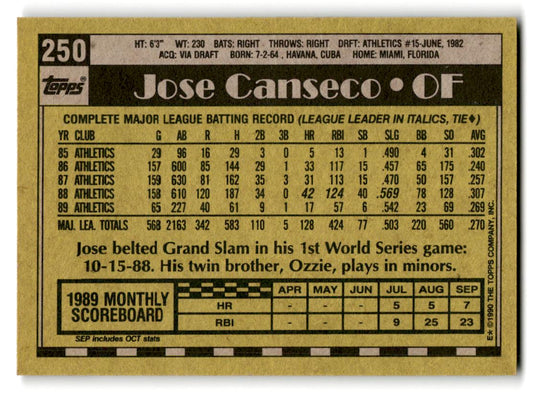 250
HT: 6'3" WT: 230 BATS: RIGHT THROWS: RIGHT DRFT: ATHLETICS #15-JUNE, 1982
ACQ: VIA DRAFT BORN: 7-2-64, HAVANA, CUBA HOME: MIAMI, FLORIDA
Topps Jose Canseco • OF
COMPLETE MAJOR LEAGUE BATTING RECORD (LEAGUE LEADER IN ITALICS, TIE♦)
YR CLUB G AB R H 2B 3B HR RBI SB SLG BB SO AVG
85 ATHLETICS 29 96 16 29 3 0 5 13 1 .490 4 31 .302
86 ATHLETICS 157 600 85 144 29 1 33 117 15 .457 65 175 .240
87 ATHLETICS 159 630 81 162 35 3 31 113 15 .470 50 157 .257
88 ATHLETICS 158 610 120 187 34 0 42 124 40 .569 78 128 .307
89 ATHLETICS 65 227 40 61 9 1 17 57 6 .542 23 69 .269
MAJ. LEA. TOTALS 568 2163 342 583 110 5 128 424 77 .503 220 560 .270
Jose belted Grand Slam in his 1st World Series game:
10-15-88. His twin brother, Ozzie, plays in minors.
1989 MONTHLY SCOREBOARD
APR MAY JUN JUL AUG SEP
HR - - - 5 5 7
RBI - - - 9 25 23
SEP includes OCT stats
E* ©1990 THE TOPPS COMPANY, INC.